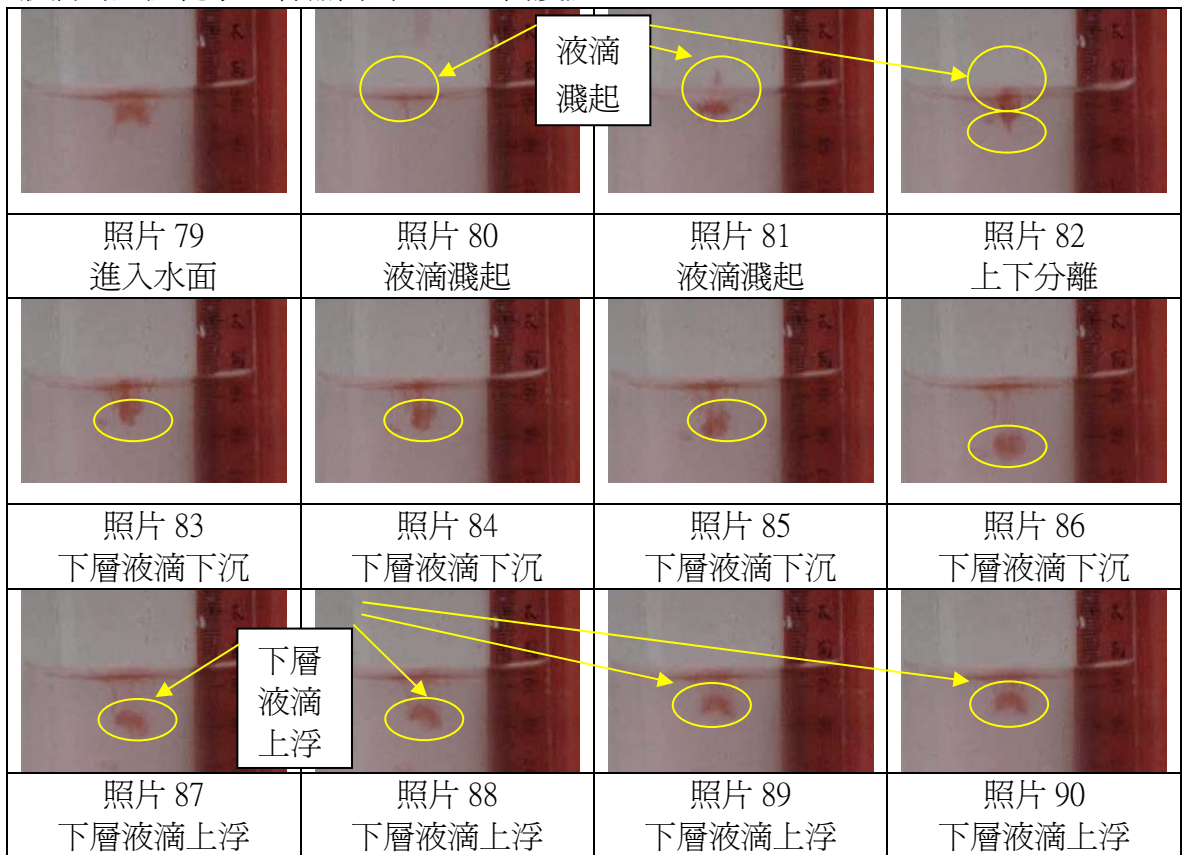 液滴
濺起
照片 79
進入水面
照片 80
液滴濺起
照片 81
液滴濺起
照片 82
上下分離
照片 83
下層液滴下沉
照片 84
下層液滴下沉
照片 85
下層液滴下沉
照片 86
下層液滴下沉
下層
液滴
上浮
照片 87
下層液滴上浮
照片 88
下層液滴上浮
照片 89
下層液滴上浮
照片 90
下層液滴上浮